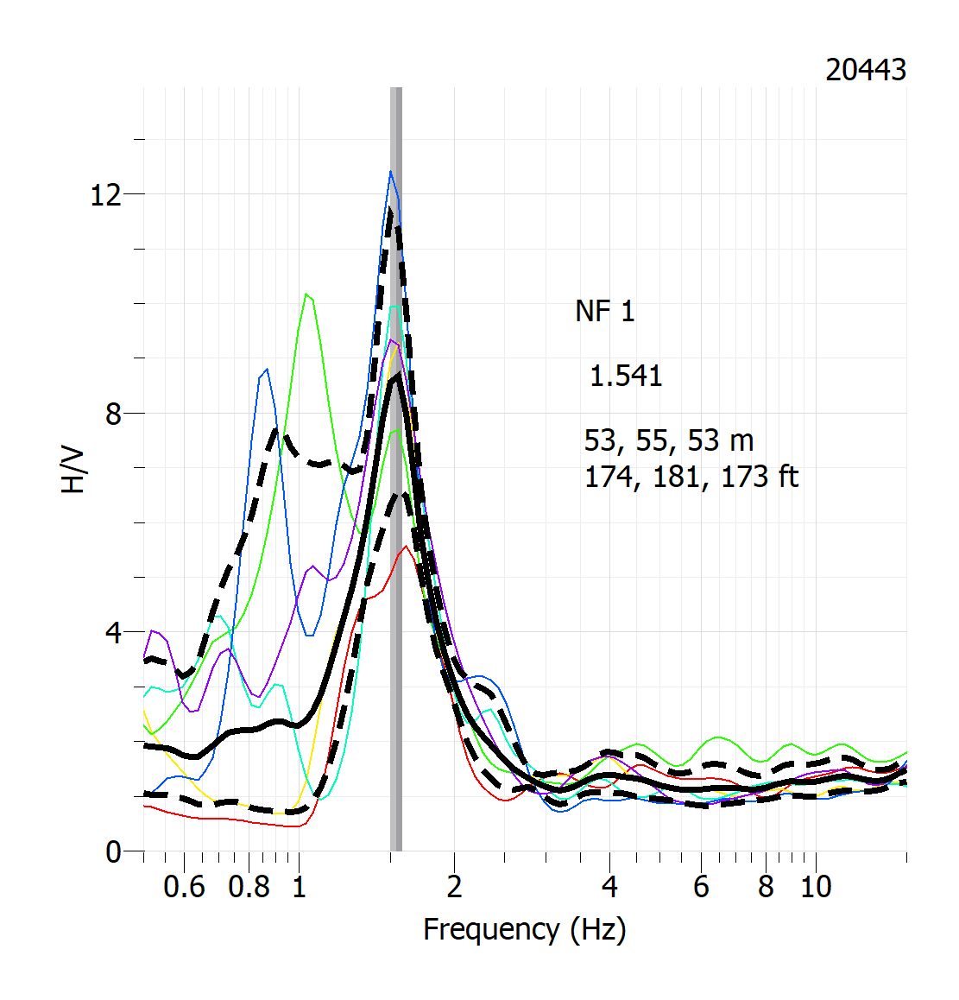 20443
12
8
4
0
H/V
NF 1
1.541
53, 55, 53 m
174, 181, 173 ft
0.6 0.8 1 2 4 6 8 10
Frequency (Hz)